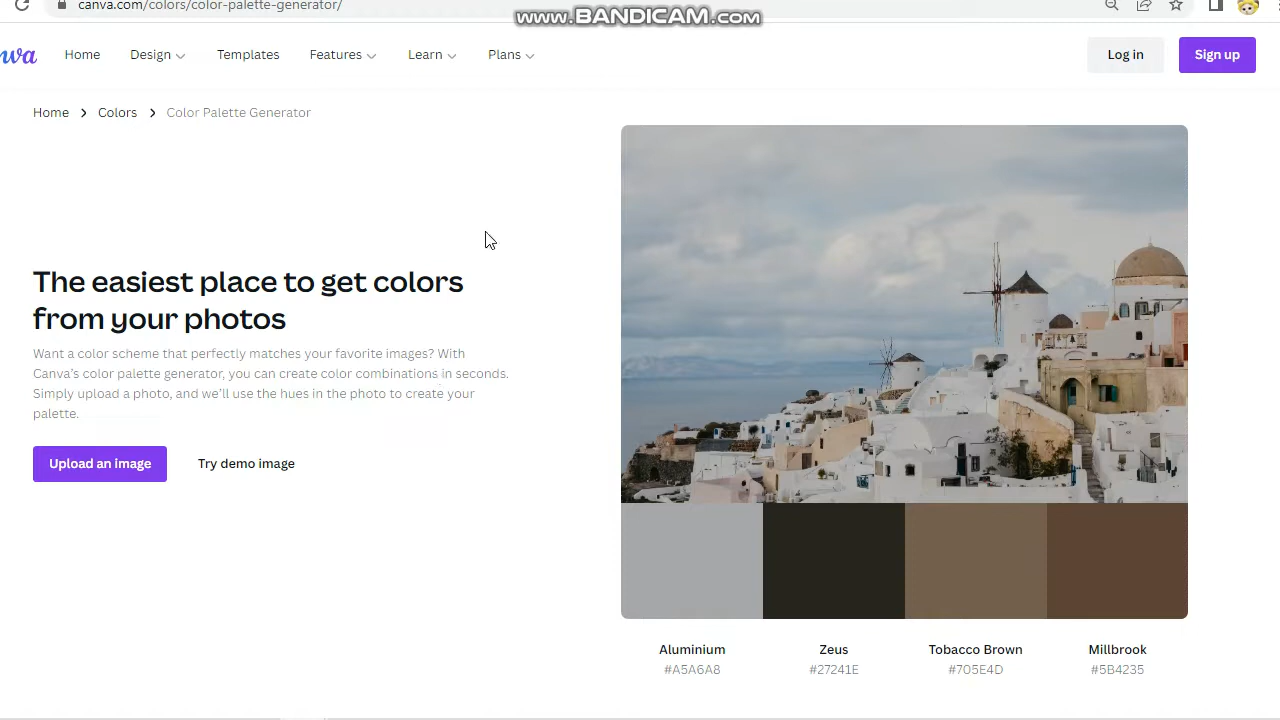 canva.com/colors/color-palette-generator/
www.BANDICAM.com
Home Design Templates Features Learn Plans Log in Sign up
Home > Colors > Color Palette Generator
The easiest place to get colors
from your photos
Want a color scheme that perfectly matches your favorite images? With
Canva’s color palette generator, you can create color combinations in seconds.
Simply upload a photo, and we’ll use the hues in the photo to create your
palette.
Upload an image Try demo image
Aluminium Zeus Tobacco Brown Millbrook
#A5A6A8 #27241E #705E4D #5B4235